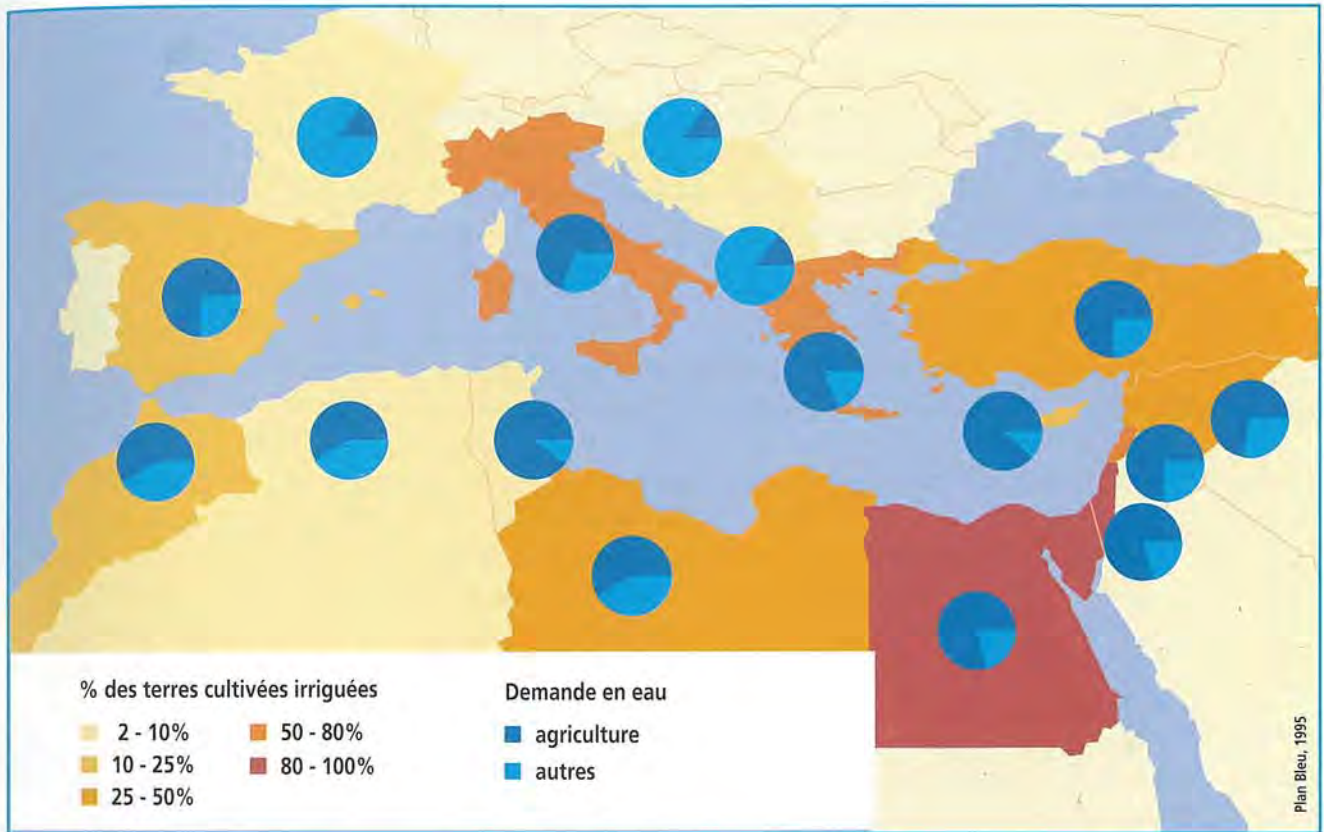 % des terres cultivées irriguées
2 - 10%
10 - 25%
25 - 50%
50 - 80%
80 - 100%
Demande en eau
agriculture
autres
Plan Bleu, 1995